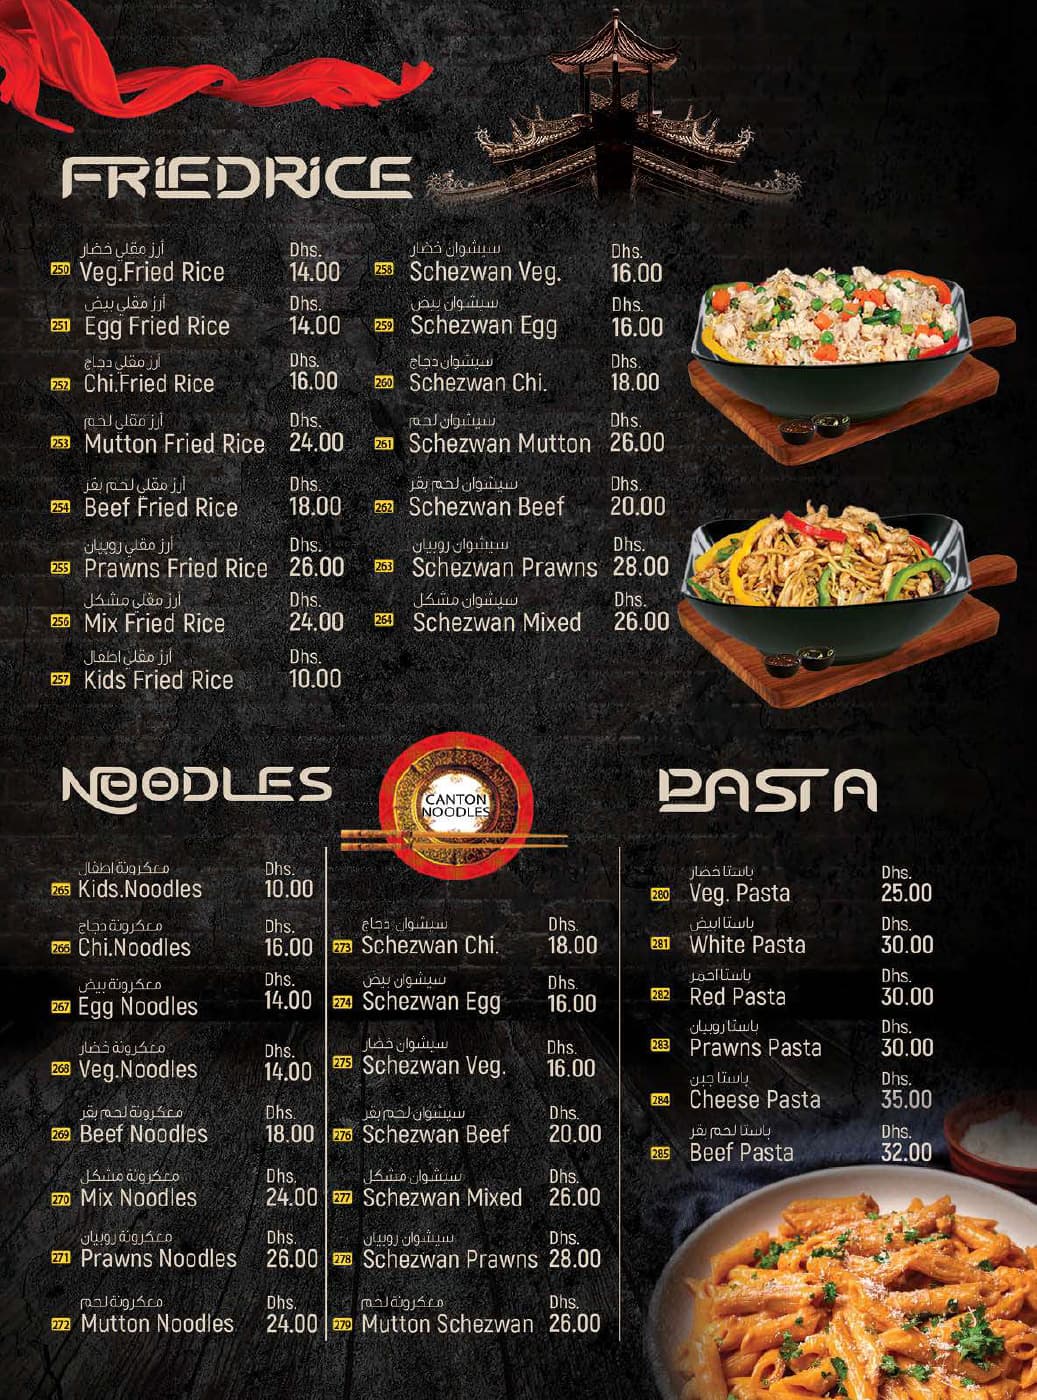 FRIEDRICE
أرز مقلي خضار
Dhs.
250 Veg.Fried Rice 14.00
أرز مقلي بيض
Dhs.
251 Egg Fried Rice 14.00
أرز مقلي دجاج
Dhs.
252 Chi.Fried Rice 16.00
أرز مقلي لحم
Dhs.
253 Mutton Fried Rice 24.00
أرز مقلي لحم بقر
Dhs.
254 Beef Fried Rice 18.00
أرز مقلي روبيان
Dhs.
255 Prawns Fried Rice 26.00
أرز مقلي مشكل
Dhs.
256 Mix Fried Rice 24.00
أرز مقلي اطفال
Dhs.
257 Kids Fried Rice 10.00
سيشوان خضار
Dhs.
258 Schezwan Veg. 16.00
سيشوان بيض
Dhs.
259 Schezwan Egg 16.00
سيشوان دجاج
Dhs.
260 Schezwan Chi. 18.00
سيشوان لحم
Dhs.
261 Schezwan Mutton 26.00
سيشوان لحم بقر
Dhs.
262 Schezwan Beef 20.00
سيشوان روبيان
Dhs.
263 Schezwan Prawns 28.00
سيشوان مشكل
Dhs.
264 Schezwan Mixed 26.00
NOODLES
CANTON
NOODLES
معكرونة اطفال
Dhs.
265 Kids.Noodles 10.00
معكرونة دجاج
Dhs.
266 Chi.Noodles 16.00
معكرونة بيض
Dhs.
267 Egg Noodles 14.00
معكرونة خضار
Dhs.
268 Veg.Noodles 14.00
معكرونة لحم بقر
Dhs.
269 Beef Noodles 18.00
معكرونة مشكل
Dhs.
270 Mix Noodles 24.00
معكرونة روبيان
Dhs.
271 Prawns Noodles 26.00
معكرونة لحم
Dhs.
272 Mutton Noodles 24.00
سيشوان دجاج
Dhs.
273 Schezwan Chi. 18.00
سيشوان بيض
Dhs.
274 Schezwan Egg 16.00
سيشوان خضار
Dhs.
275 Schezwan Veg. 16.00
سيشوان لحم بقر
Dhs.
276 Schezwan Beef 20.00
سيشوان مشكل
Dhs.
277 Schezwan Mixed 26.00
سيشوان روبيان
Dhs.
278 Schezwan Prawns 28.00
معكرونة لحم
Dhs.
279 Mutton Schezwan 26.00
PASTA
باستا خضار
Dhs.
280 Veg. Pasta 25.00
باستا ابيض
Dhs.
281 White Pasta 30.00
باستا احمر
Dhs.
282 Red Pasta 30.00
باستا روبيان
Dhs.
283 Prawns Pasta 30.00
باستا جبن
Dhs.
284 Cheese Pasta 35.00
باستا لحم بقر
Dhs.
285 Beef Pasta 32.00